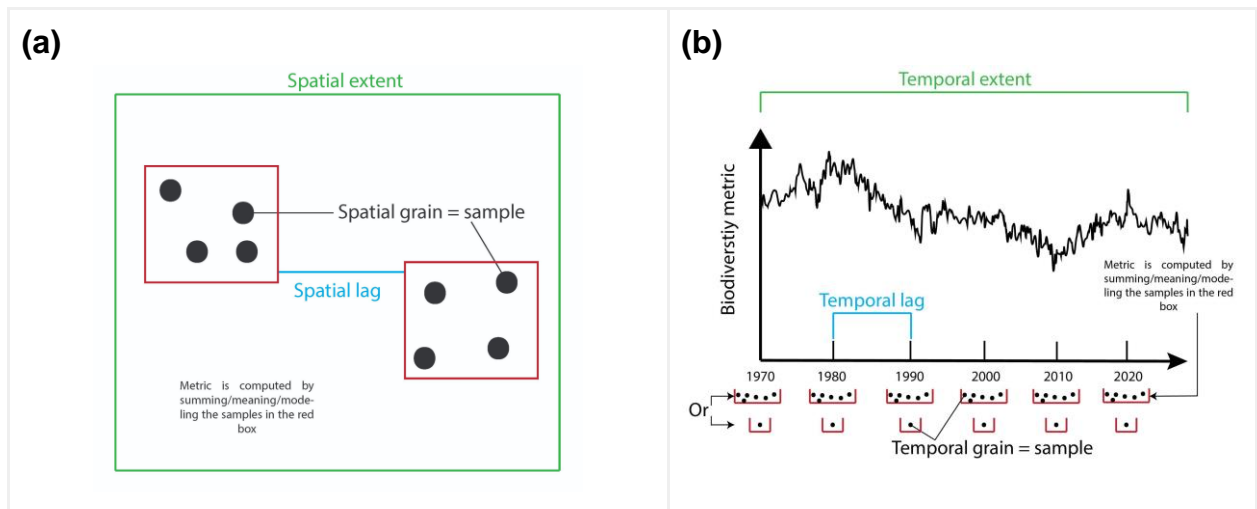 (a)
Spatial extent
Spatial grain = sample
Spatial lag
Metric is computed by
summing/meaning/mode-
ling the samples in the red
box
(b)
Temporal extent
Biodiverstiy metric
Metric is computed by
summing/meaning/mode-
ling the samples in the red
box
Temporal lag
1970 1980 1990 2000 2010 2020
Or
Temporal grain = sample